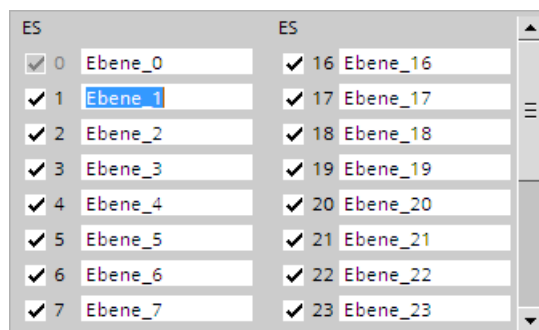 ES ES
0 Ebene_0 16 Ebene_16
1 Ebene_1 17 Ebene_17
2 Ebene_2 18 Ebene_18
3 Ebene_3 19 Ebene_19
4 Ebene_4 20 Ebene_20
5 Ebene_5 21 Ebene_21
6 Ebene_6 22 Ebene_22
7 Ebene_7 23 Ebene_23